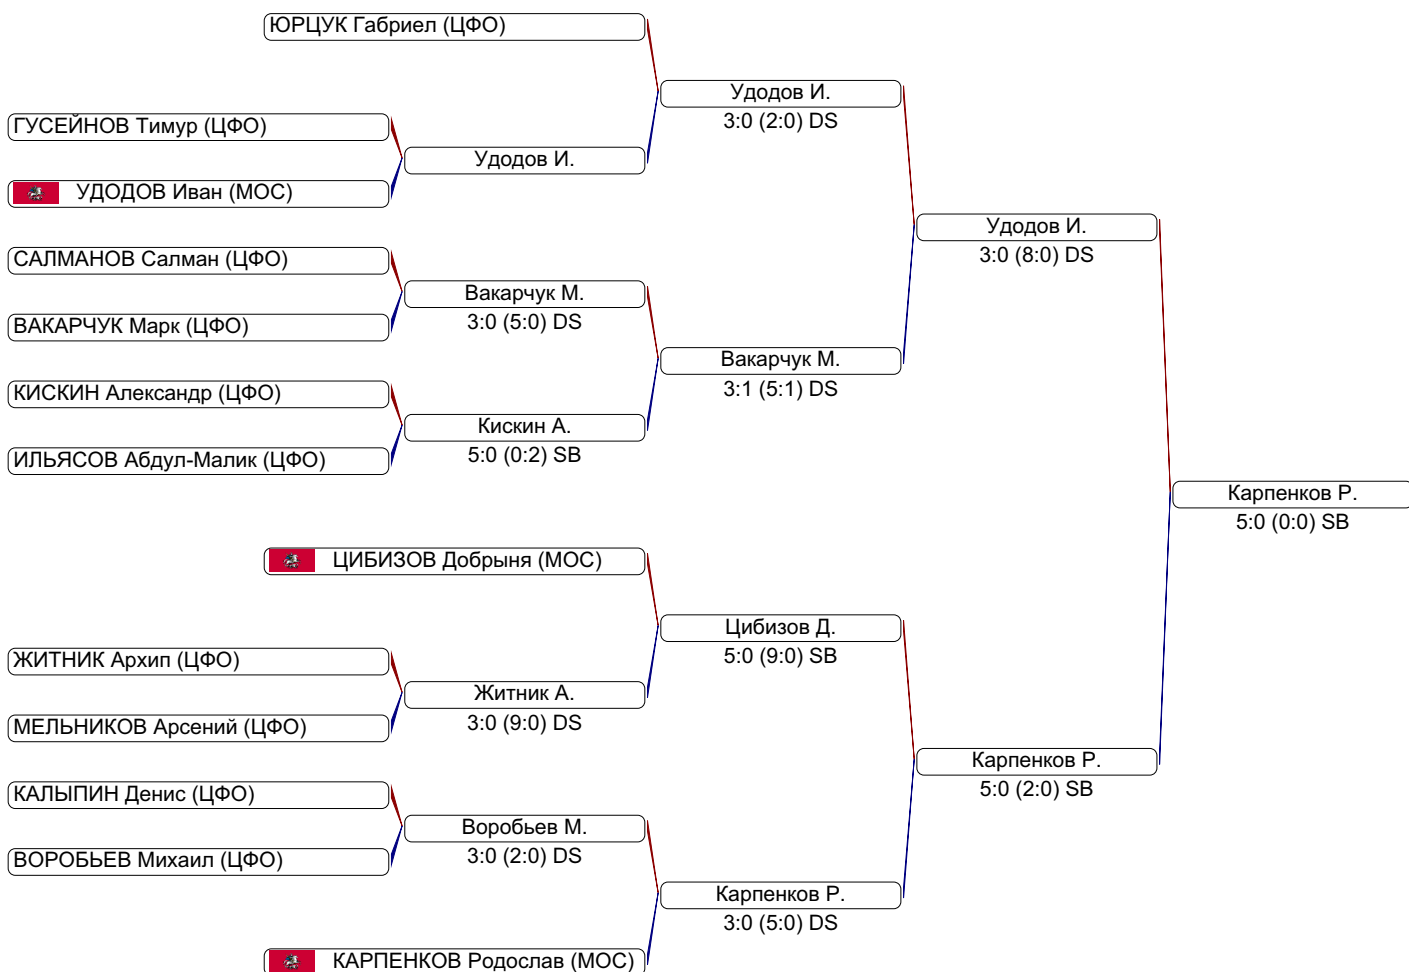 ЮРЦУК Габриел (ЦФО)
Удодов И.
3:0 (2:0) DS
ГУСЕЙНОВ Тимур (ЦФО)
Удодов И.
УДОДОВ Иван (МОС)
Удодов И.
3:0 (8:0) DS
САЛМАНОВ Салман (ЦФО)
Вакарчук М.
3:0 (5:0) DS
ВАКАРЧУК Марк (ЦФО)
Вакарчук М.
3:1 (5:1) DS
КИСКИН Александр (ЦФО)
Кискин А.
5:0 (0:2) SB
ИЛЬЯСОВ Абдул-Малик (ЦФО)
Карпенков Р.
5:0 (0:0) SB
ЦИБИЗОВ Добрыня (МОС)
Цибизов Д.
5:0 (9:0) SB
ЖИТНИК Архип (ЦФО)
Житник А.
3:0 (9:0) DS
МЕЛЬНИКОВ Арсений (ЦФО)
Карпенков Р.
5:0 (2:0) SB
КАЛЫПИН Денис (ЦФО)
Воробьев М.
3:0 (2:0) DS
ВОРОБЬЕВ Михаил (ЦФО)
Карпенков Р.
3:0 (5:0) DS
КАРПЕНКОВ Родослав (МОС)